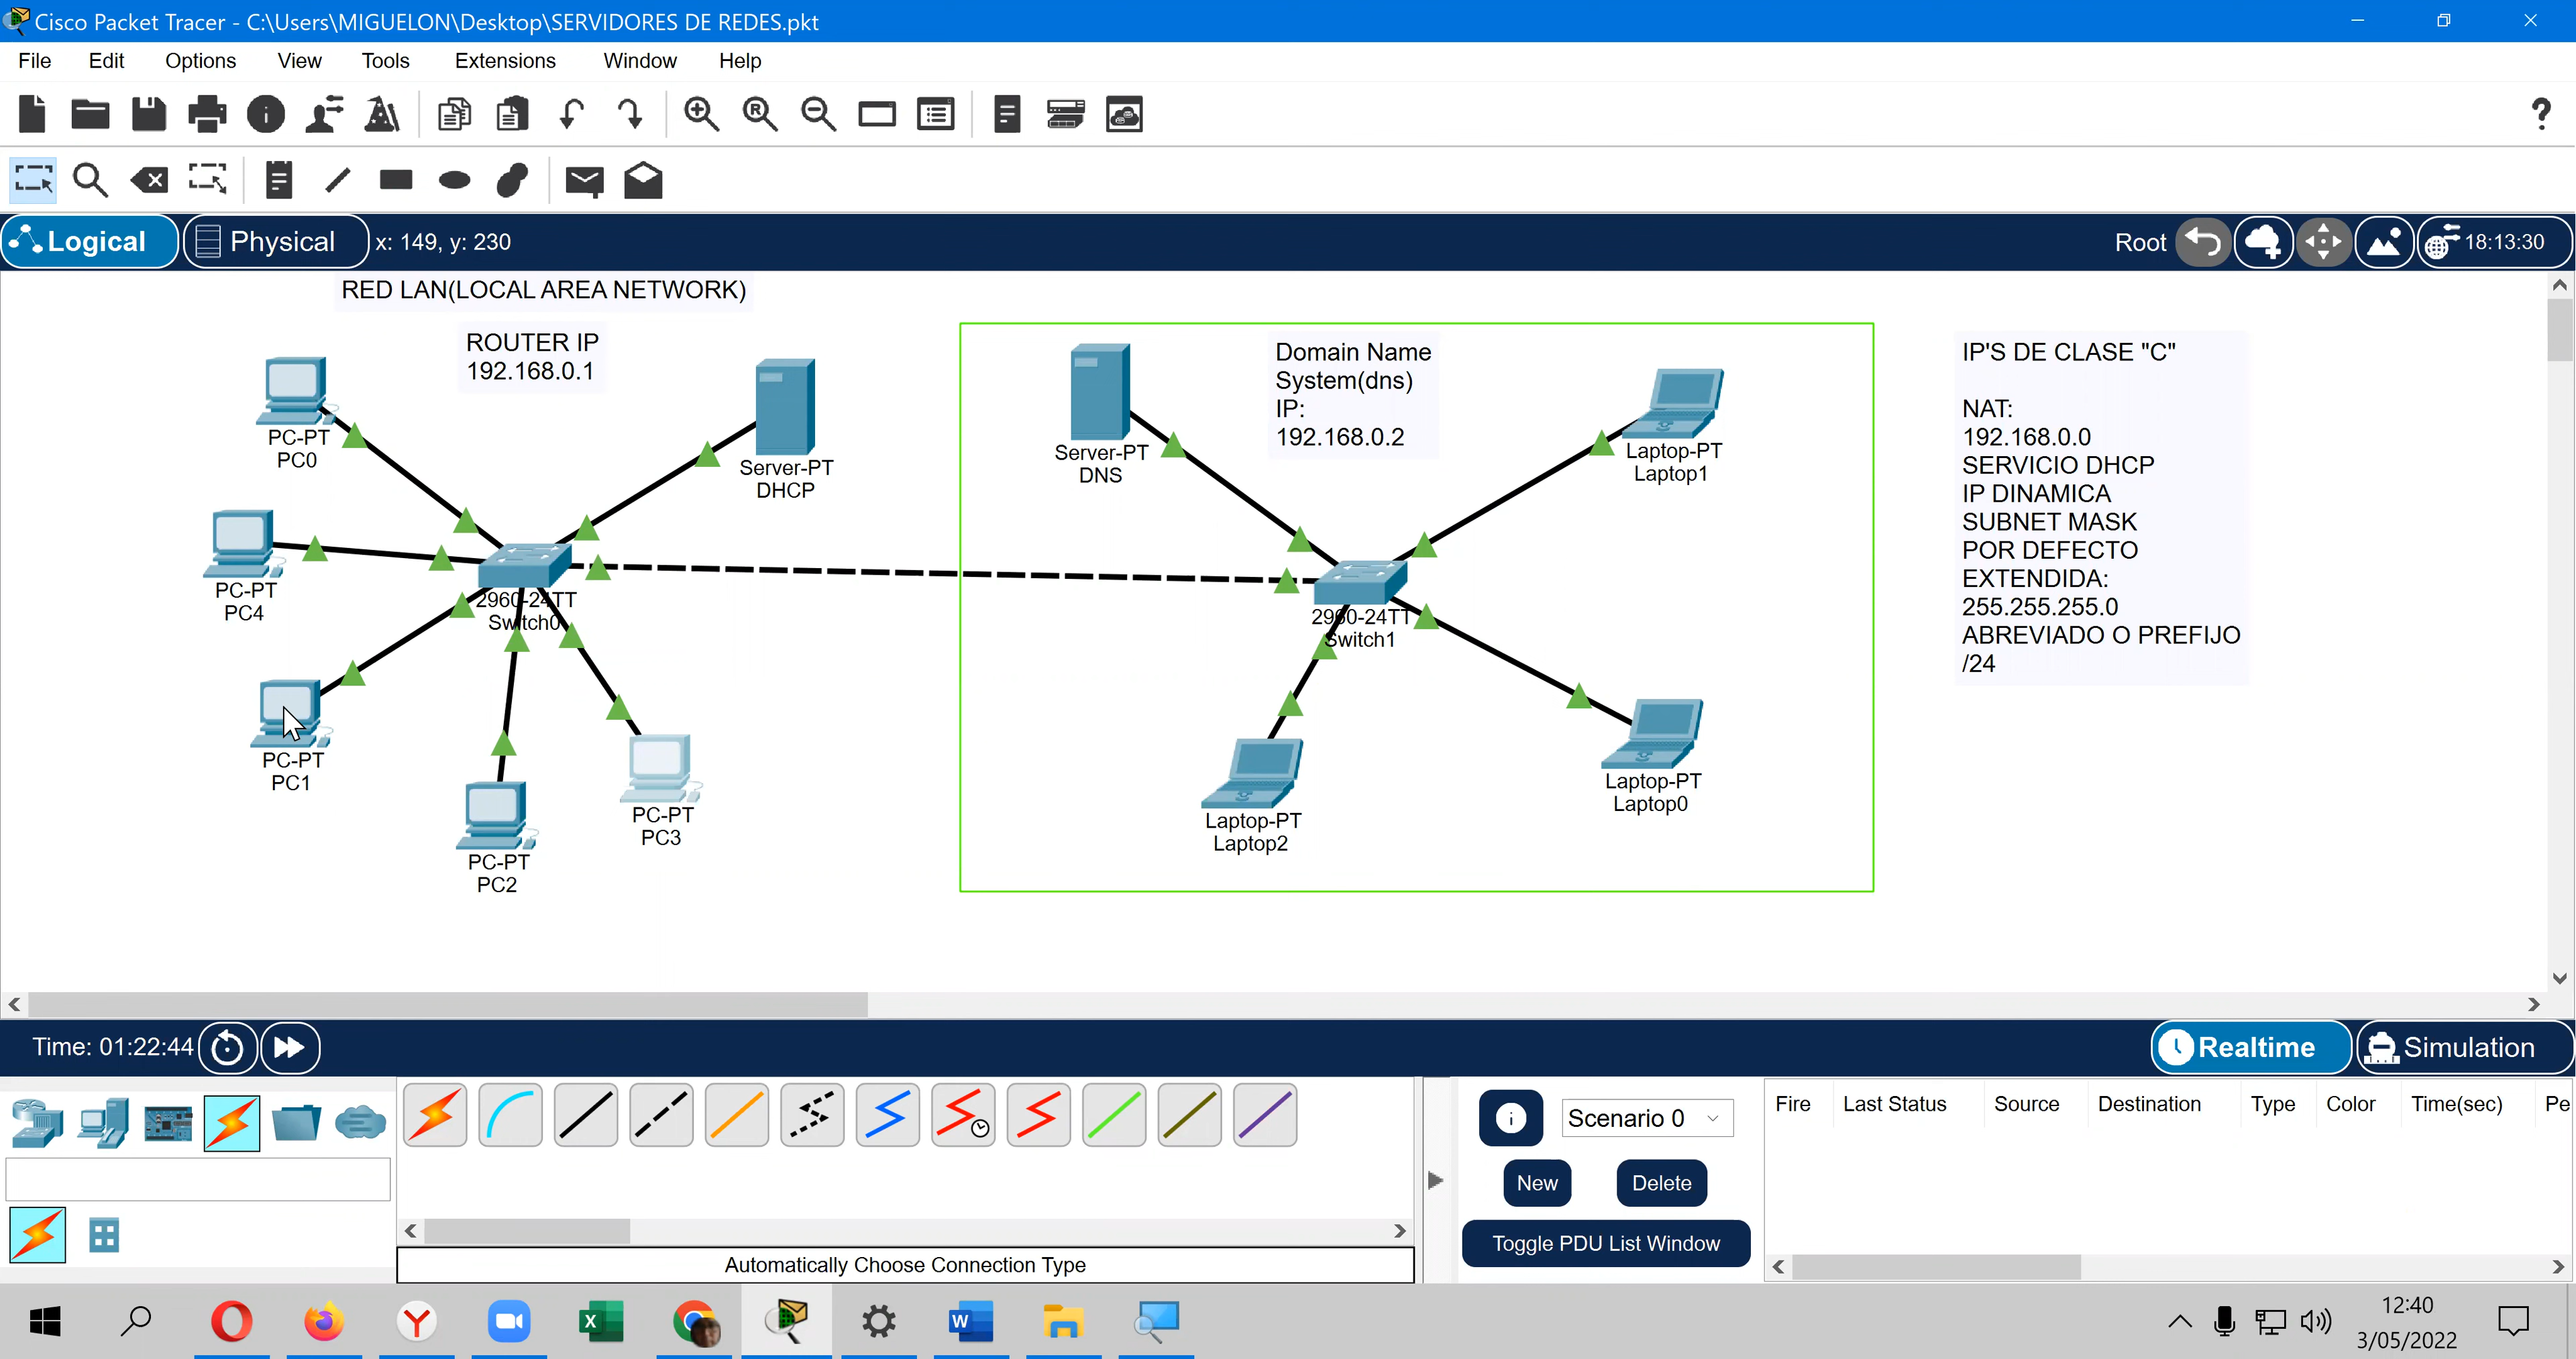 Cisco Packet Tracer - C:\Users\MIGUELON\Desktop\SERVIDORES DE REDES.pkt
File Edit Options View Tools Extensions Window Help
Logical Physical x: 149, y: 230 Root 18:13:30
RED LAN(LOCAL AREA NETWORK)
ROUTER IP
192.168.0.1
PC-PT
PC0
Server-PT
DHCP
PC-PT
PC4
2960-24TT
Switch0
PC-PT
PC1
PC-PT
PC2
PC-PT
PC3
Server-PT
DNS
Domain Name
System(dns)
IP:
192.168.0.2
Laptop-PT
Laptop1
2960-24TT
Switch1
Laptop-PT
Laptop2
Laptop-PT
Laptop0
IP'S DE CLASE "C"
NAT:
192.168.0.0
SERVICIO DHCP
IP DINAMICA
SUBNET MASK
POR DEFECTO
EXTENDIDA:
255.255.255.0
ABREVIADO O PREFIJO
/24
Time: 01:22:44 Realtime Simulation
Scenario 0
New Delete
Toggle PDU List Window
Fire Last Status Source Destination Type Color Time(sec) Pe
Automatically Choose Connection Type
12:40
3/05/2022